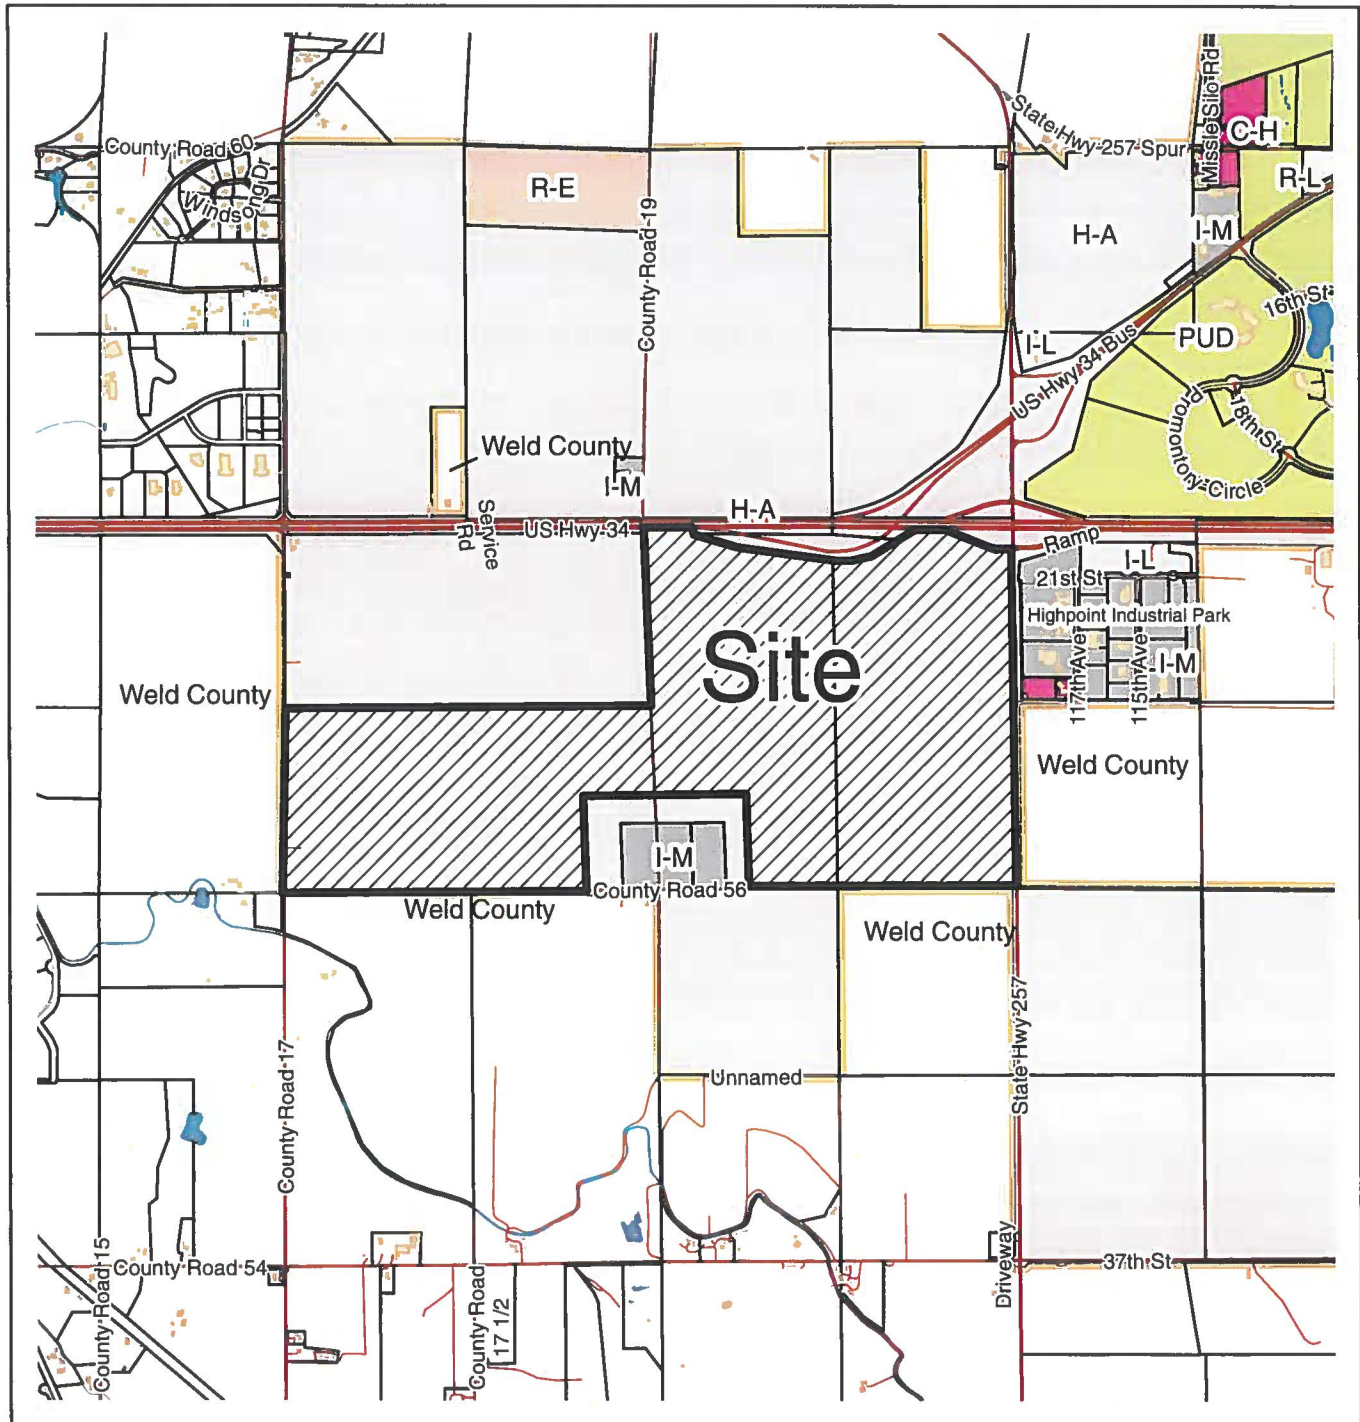 State Hwy 257 Spur
Missile Silo Rd
C-H
County Road 60
Windsong Dr
R-E
R-L
County Road 19
H-A
I-M
16th St
PUD
I-L
US Hwy 34 Bus
18th St
Promontory Circle
Weld County
I-M
Service
Rd
H-A
US Hwy 34
Ramp
I-L
21st St
Highpoint Industrial Park
117th Ave
115th Ave
I-M
Site
Weld County
Weld County
I-M
County Road 56
Weld County
Weld County
State Hwy 257
Unnamed
County Road 17
County Road 15
County Road 54
County Road
17 1/2
Driveway
37th St